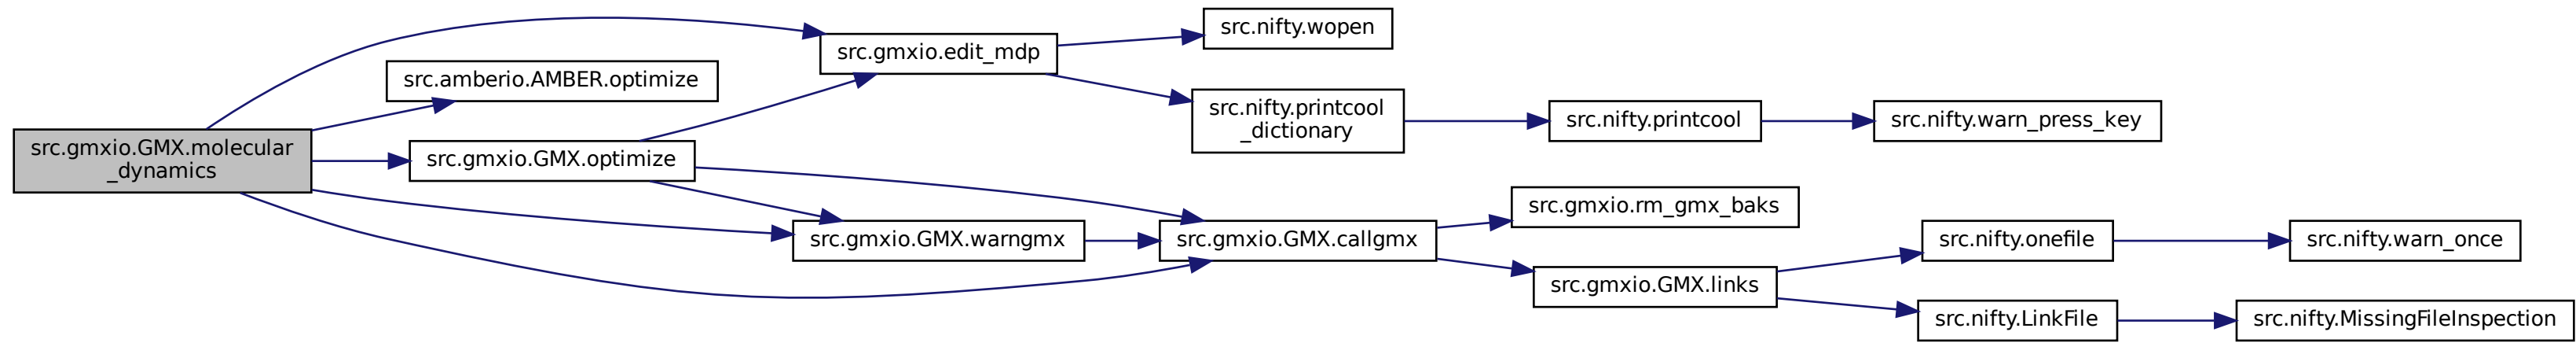 src.gmxio.GMX.molecular
_dynamics
src.amberio.AMBER.optimize
src.gmxio.GMX.optimize
src.gmxio.edit_mdp
src.gmxio.GMX.warngmx
src.nifty.wopen
src.nifty.printcool
_dictionary
src.gmxio.GMX.callgmx
src.nifty.printcool
src.gmxio.rm_gmx_baks
src.gmxio.GMX.links
src.nifty.warn_press_key
src.nifty.onefile
src.nifty.LinkFile
src.nifty.warn_once
src.nifty.MissingFileInspection